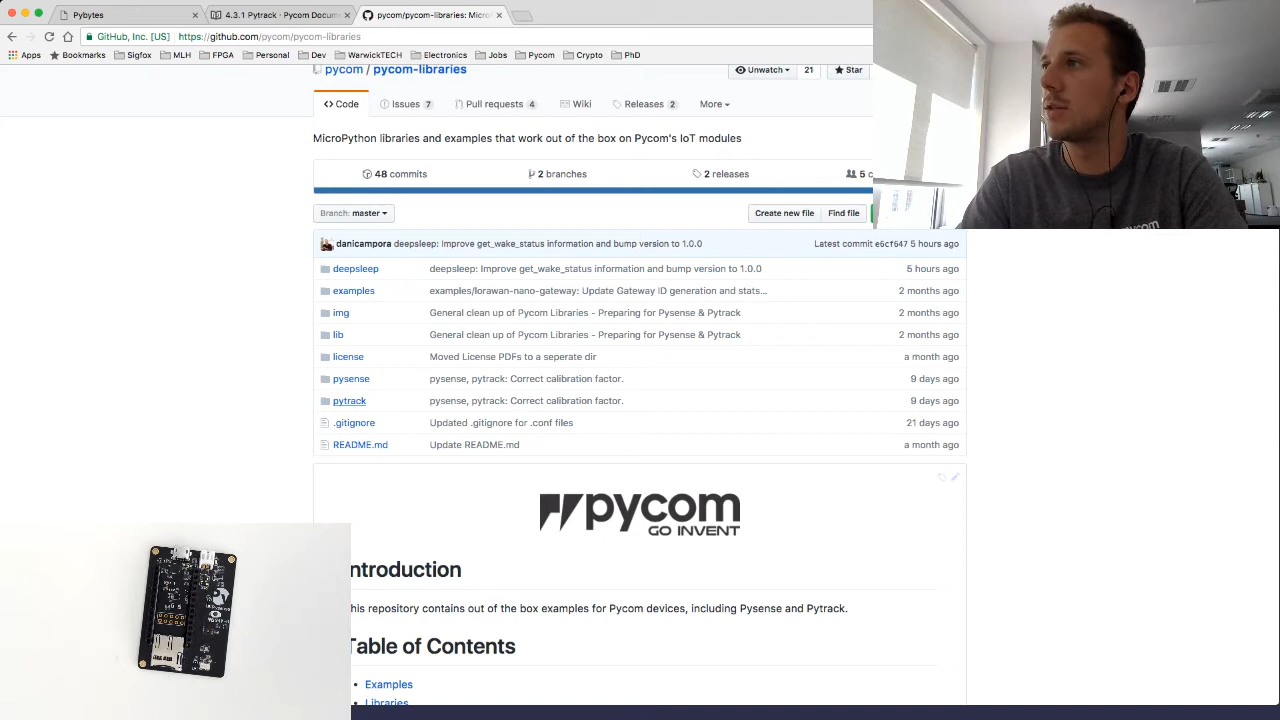 Pybytes
4.3.1 Pytrack · Pycom Docume
pycom/pycom-libraries: Micro
GitHub, Inc. [US] https://github.com/pycom/pycom-libraries
Apps Bookmarks Sigfox MLH FPGA Personal Dev WarwickTECH Electronics Jobs Pycom Crypto PhD
pycom / pycom-libraries
Unwatch 21 Star
Code Issues 7 Pull requests 4 Wiki Releases 2 More
MicroPython libraries and examples that work out of the box on Pycom's IoT modules
48 commits 2 branches 2 releases 5 c
Branch: master Create new file Find file
danicampora deepsleep: Improve get_wake_status information and bump version to 1.0.0 Latest commit e6cf647 5 hours ago
deepsleep deepsleep: Improve get_wake_status information and bump version to 1.0.0 5 hours ago
examples examples/lorawan-nano-gateway: Update Gateway ID generation and stats... 2 months ago
img General clean up of Pycom Libraries - Preparing for Pysense & Pytrack 2 months ago
lib General clean up of Pycom Libraries - Preparing for Pysense & Pytrack 2 months ago
license Moved License PDFs to a seperate dir a month ago
pysense pysense, pytrack: Correct calibration factor. 9 days ago
pytrack pysense, pytrack: Correct calibration factor. 9 days ago
.gitignore Updated .gitignore for .conf files 21 days ago
README.md Update README.md a month ago
pycom
GO INVENT
ntroduction
his repository contains out of the box examples for Pycom devices, including Pysense and Pytrack.
Table of Contents
Examples
Libraries